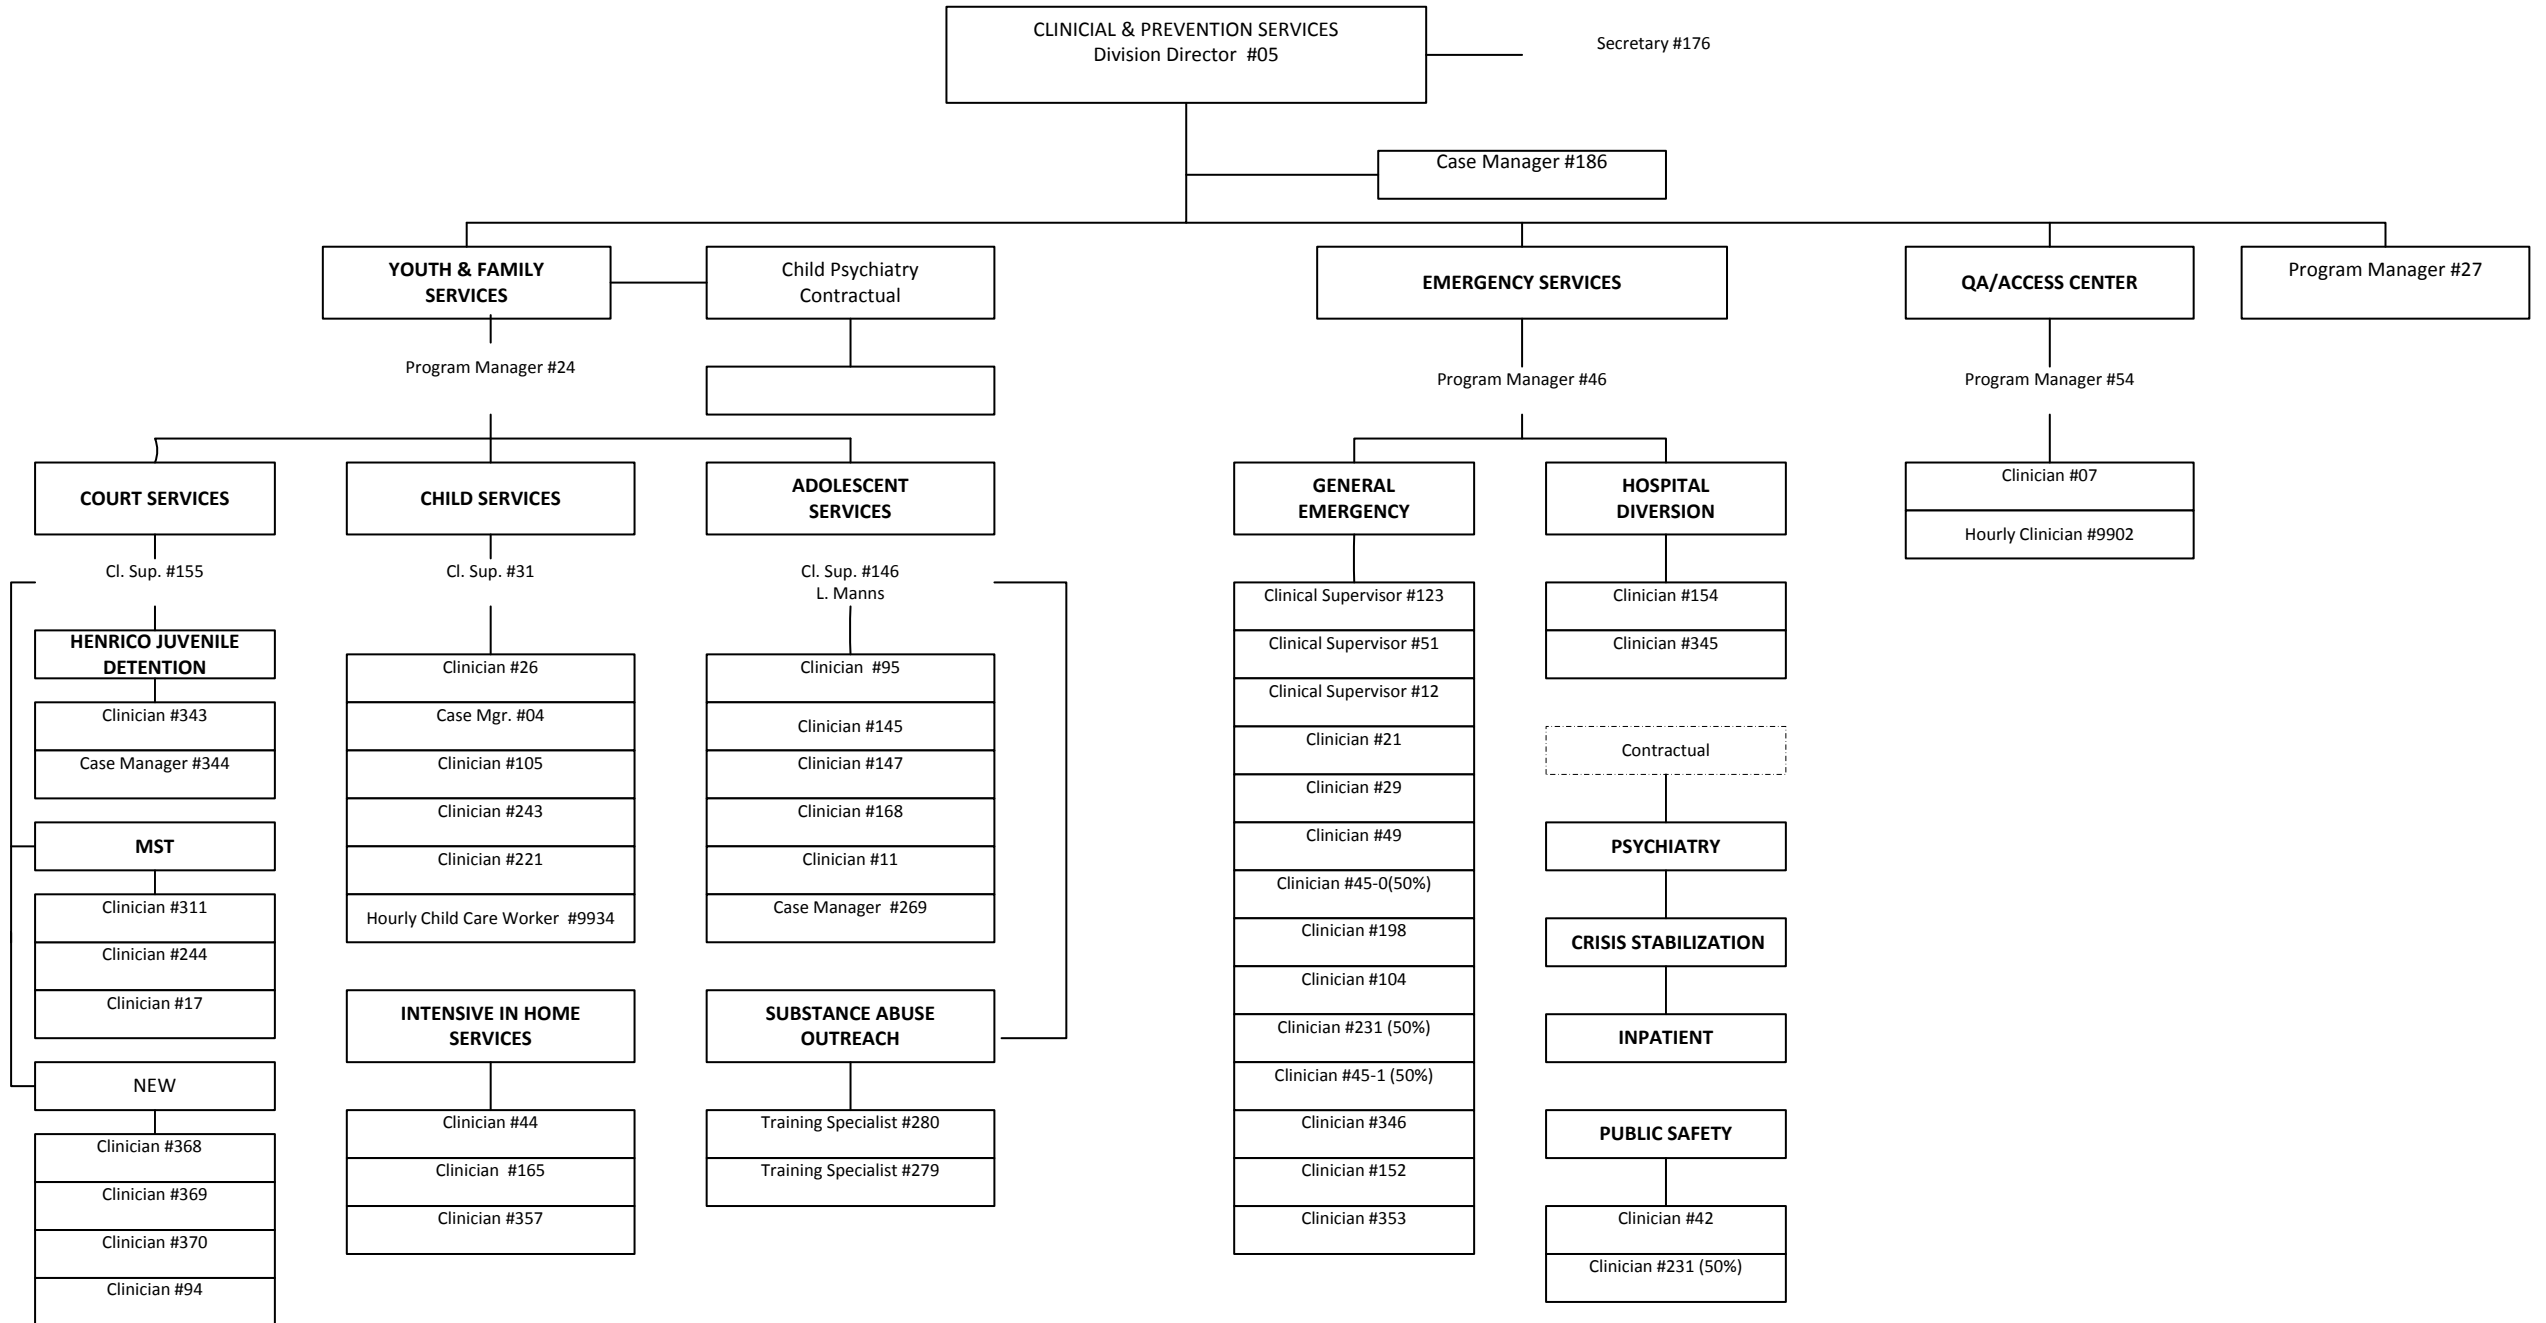 CLINICIAL & PREVENTION SERVICES
Division Director #05
Secretary #176
Case Manager #186
YOUTH & FAMILY
SERVICES
Child Psychiatry
Contractual
EMERGENCY SERVICES
QA/ACCESS CENTER
Program Manager #27
Program Manager #24
Program Manager #46
Program Manager #54
COURT SERVICES
Cl. Sup. #155
HENRICO JUVENILE
DETENTION
Clinician #343
Case Manager #344
MST
Clinician #311
Clinician #244
Clinician #17
NEW
Clinician #368
Clinician #369
Clinician #370
Clinician #94
CHILD SERVICES
Cl. Sup. #31
Clinician #26
Case Mgr. #04
Clinician #105
Clinician #243
Clinician #221
Hourly Child Care Worker #9934
INTENSIVE IN HOME
SERVICES
Clinician #44
Clinician #165
Clinician #357
ADOLESCENT
SERVICES
Cl. Sup. #146
L. Manns
Clinician #95
Clinician #145
Clinician #147
Clinician #168
Clinician #11
Case Manager #269
SUBSTANCE ABUSE
OUTREACH
Training Specialist #280
Training Specialist #279
GENERAL
EMERGENCY
Clinical Supervisor #123
Clinical Supervisor #51
Clinical Supervisor #12
Clinician #21
Clinician #29
Clinician #49
Clinician #45-0(50%)
Clinician #198
Clinician #104
Clinician #231 (50%)
Clinician #45-1 (50%)
Clinician #346
Clinician #152
Clinician #353
HOSPITAL
DIVERSION
Clinician #154
Clinician #345
Contractual
PSYCHIATRY
CRISIS STABILIZATION
INPATIENT
PUBLIC SAFETY
Clinician #42
Clinician #231 (50%)
Clinician #07
Hourly Clinician #9902